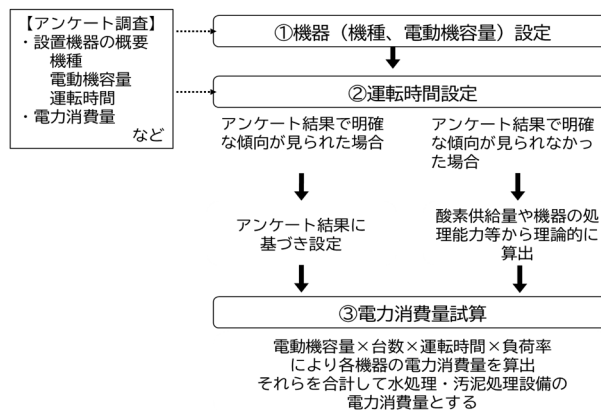 【アンケート調査】
・設置機器の概要
機種
電動機容量
運転時間
・電力消費量
など
①機器（機種、電動機容量）設定
②運転時間設定
アンケート結果で明確
な傾向が見られた場合
アンケート結果で明確
な傾向が見られなかっ
た場合
アンケート結果に
基づき設定
酸素供給量や機器の処
理能力等から理論的に
算出
③電力消費量試算
電動機容量×台数×運転時間×負荷率
により各機器の電力消費量を算出
それらを合計して水処理・汚泥処理設備の
電力消費量とする